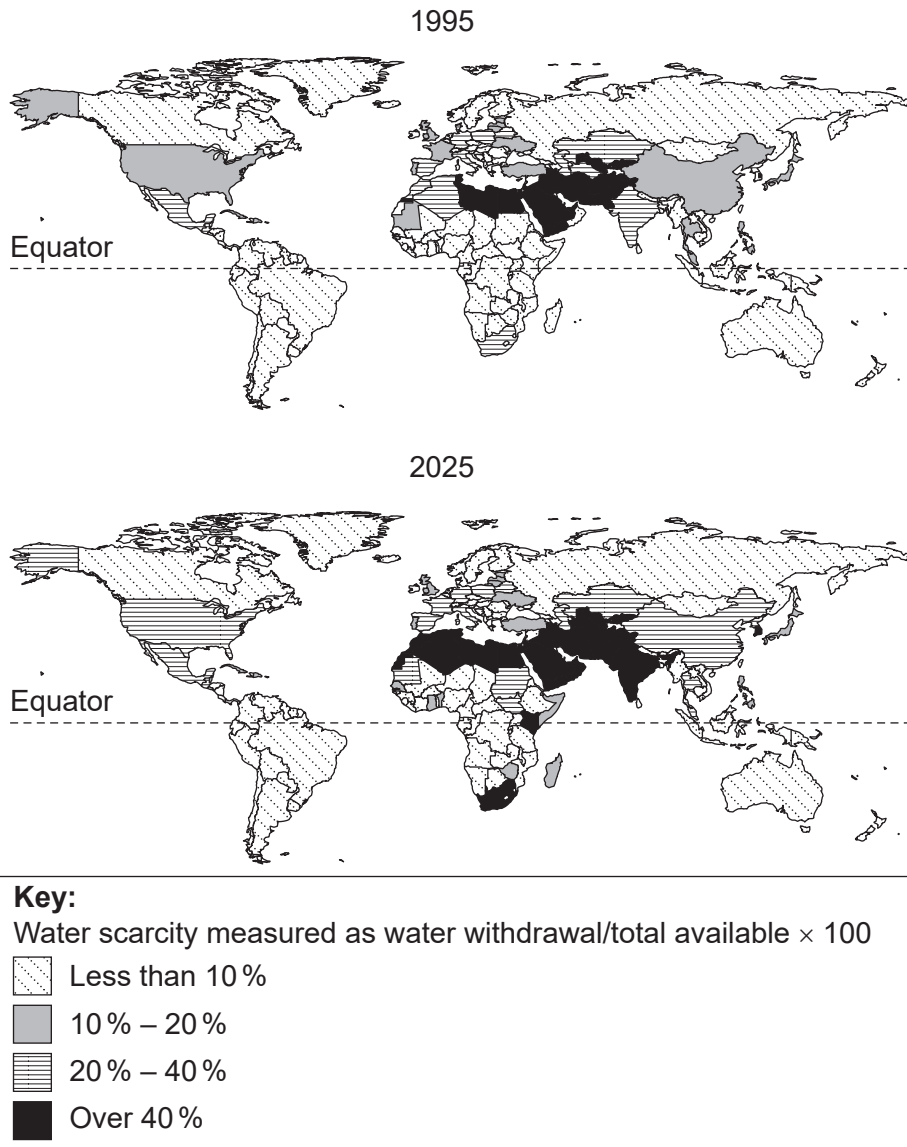 1995
Equator
2025
Equator
Key:
Water scarcity measured as water withdrawal/total available × 100
Less than 10 %
10 % – 20 %
20 % – 40 %
Over 40 %